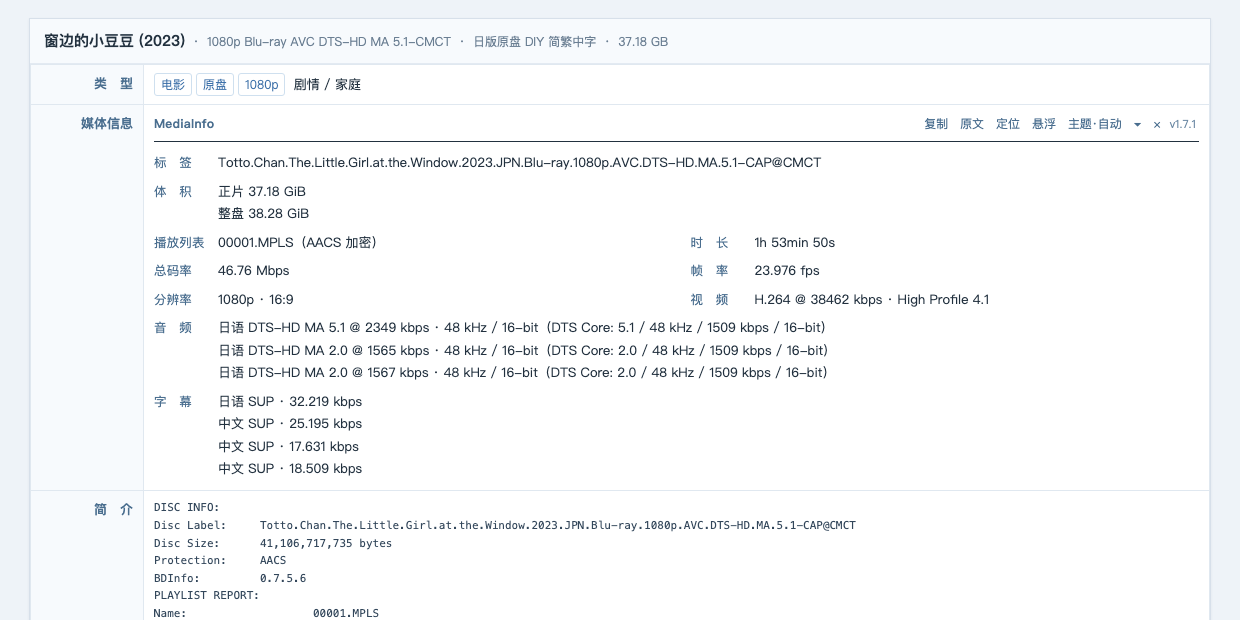 窗边的小豆豆 (2023) · 1080p Blu-ray AVC DTS-HD MA 5.1-CMCT · 日版原盘 DIY 简繁中字 · 37.18 GB
类 型 电影 原盘 1080p 剧情 / 家庭
媒体信息 MediaInfo 复制 原文 定位 悬浮 主题·自动 ▾ × v1.7.1
标 签 Totto.Chan.The.Little.Girl.at.the.Window.2023.JPN.Blu-ray.1080p.AVC.DTS-HD.MA.5.1-CAP@CMCT
体 积 正片 37.18 GiB
整盘 38.28 GiB
播放列表 00001.MPLS（AACS 加密） 时 长 1h 53min 50s
总码率 46.76 Mbps 帧 率 23.976 fps
分辨率 1080p · 16:9 视 频 H.264 @ 38462 kbps · High Profile 4.1
音 频 日语 DTS-HD MA 5.1 @ 2349 kbps · 48 kHz / 16-bit（DTS Core: 5.1 / 48 kHz / 1509 kbps / 16-bit）
日语 DTS-HD MA 2.0 @ 1565 kbps · 48 kHz / 16-bit（DTS Core: 2.0 / 48 kHz / 1509 kbps / 16-bit）
日语 DTS-HD MA 2.0 @ 1567 kbps · 48 kHz / 16-bit（DTS Core: 2.0 / 48 kHz / 1509 kbps / 16-bit）
字 幕 日语 SUP · 32.219 kbps
中文 SUP · 25.195 kbps
中文 SUP · 17.631 kbps
中文 SUP · 18.509 kbps
简 介 DISC INFO:
Disc Label: Totto.Chan.The.Little.Girl.at.the.Window.2023.JPN.Blu-ray.1080p.AVC.DTS-HD.MA.5.1-CAP@CMCT
Disc Size: 41,106,717,735 bytes
Protection: AACS
BDInfo: 0.7.5.6
PLAYLIST REPORT:
Name: 00001.MPLS